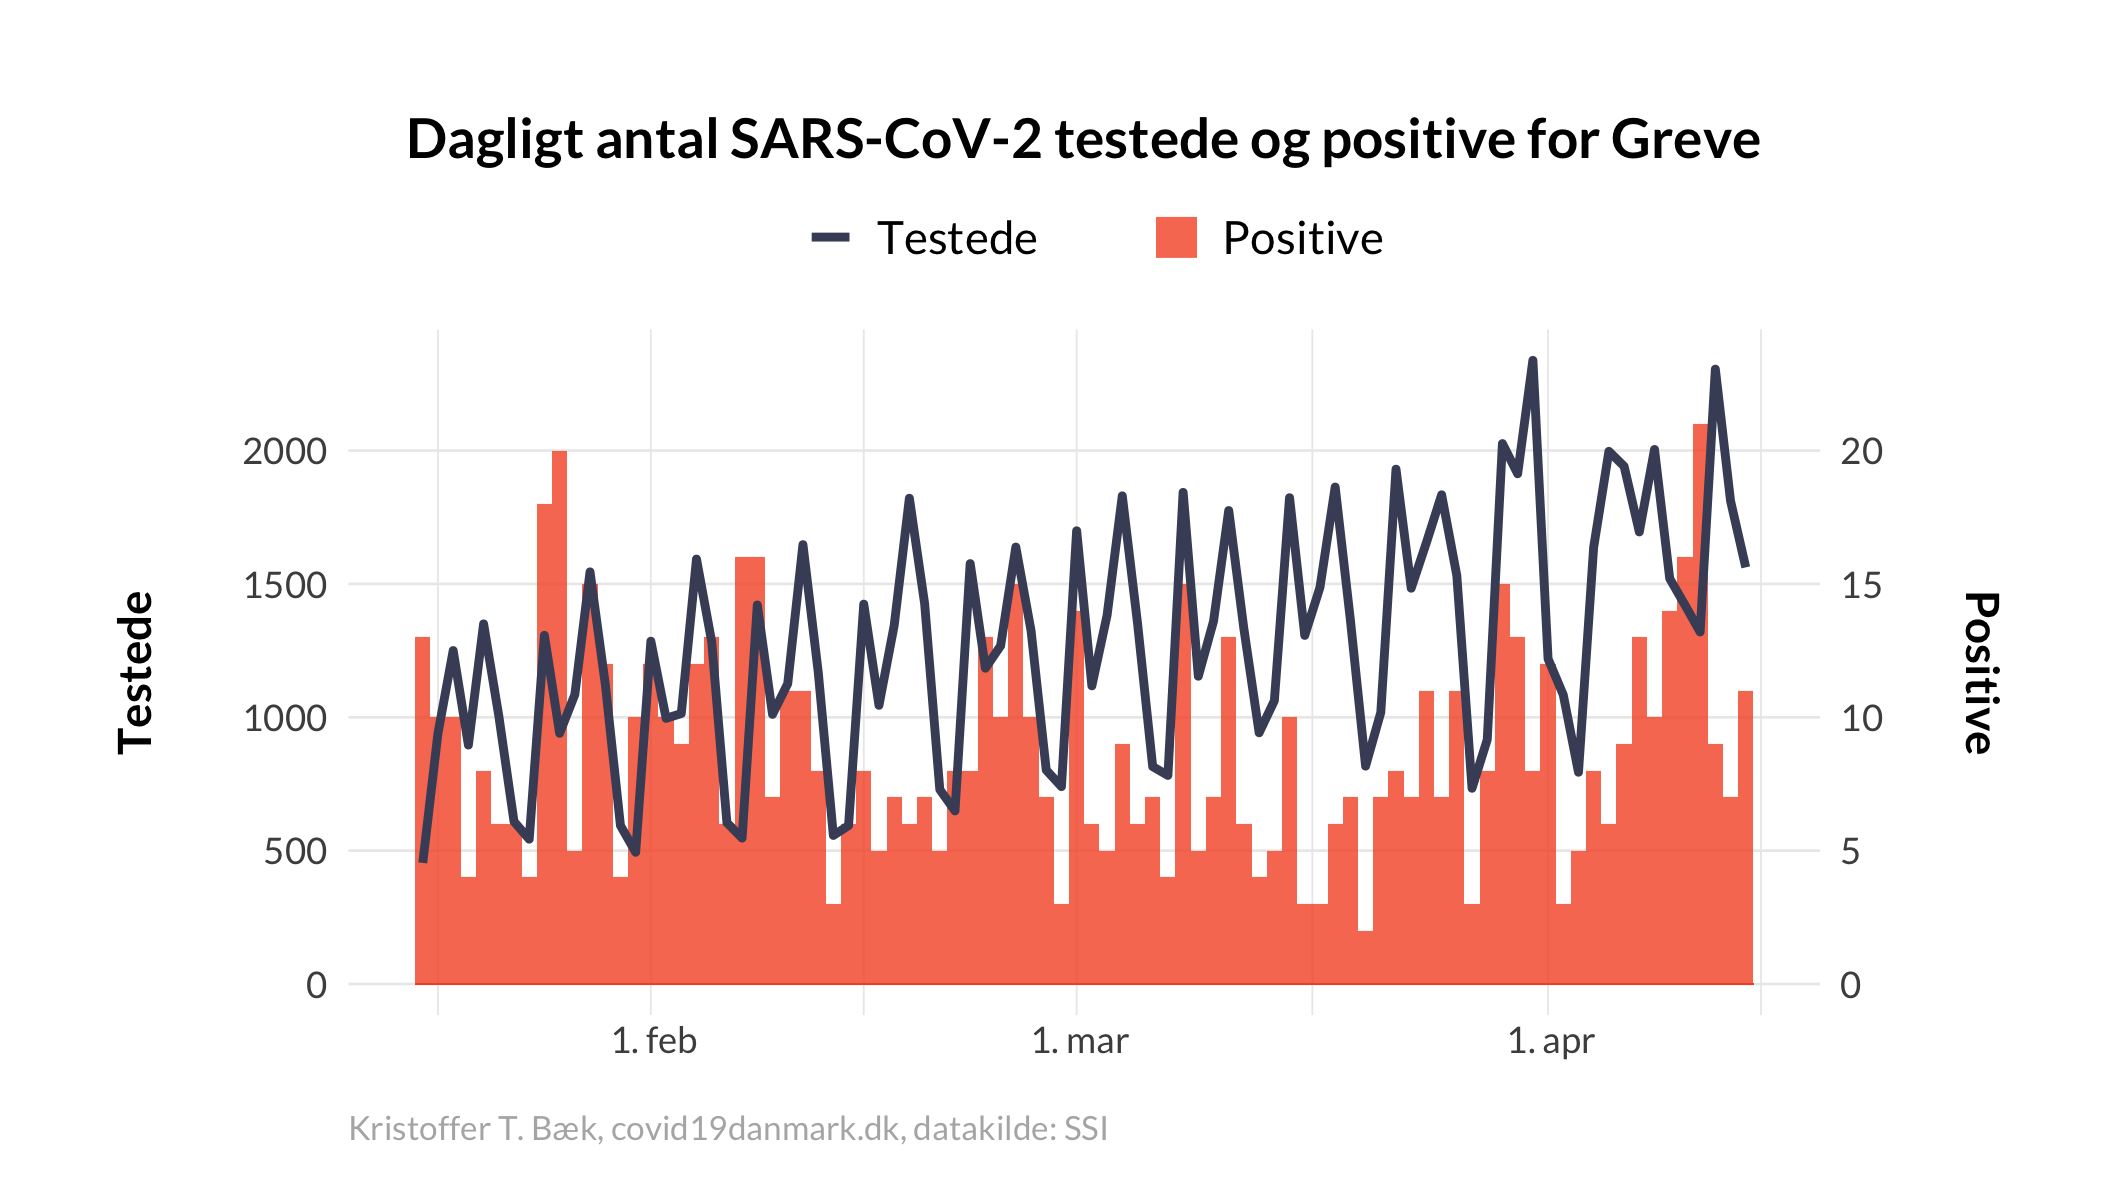 Dagligt antal SARS-CoV-2 testede og positive for Greve
Testede
Positive
2000
1500
1000
500
0
20
15
10
5
0
Testede
Positive
1. feb
1. mar
1. apr
Kristoffer T. Bæk, covid19danmark.dk, datakilde: SSI